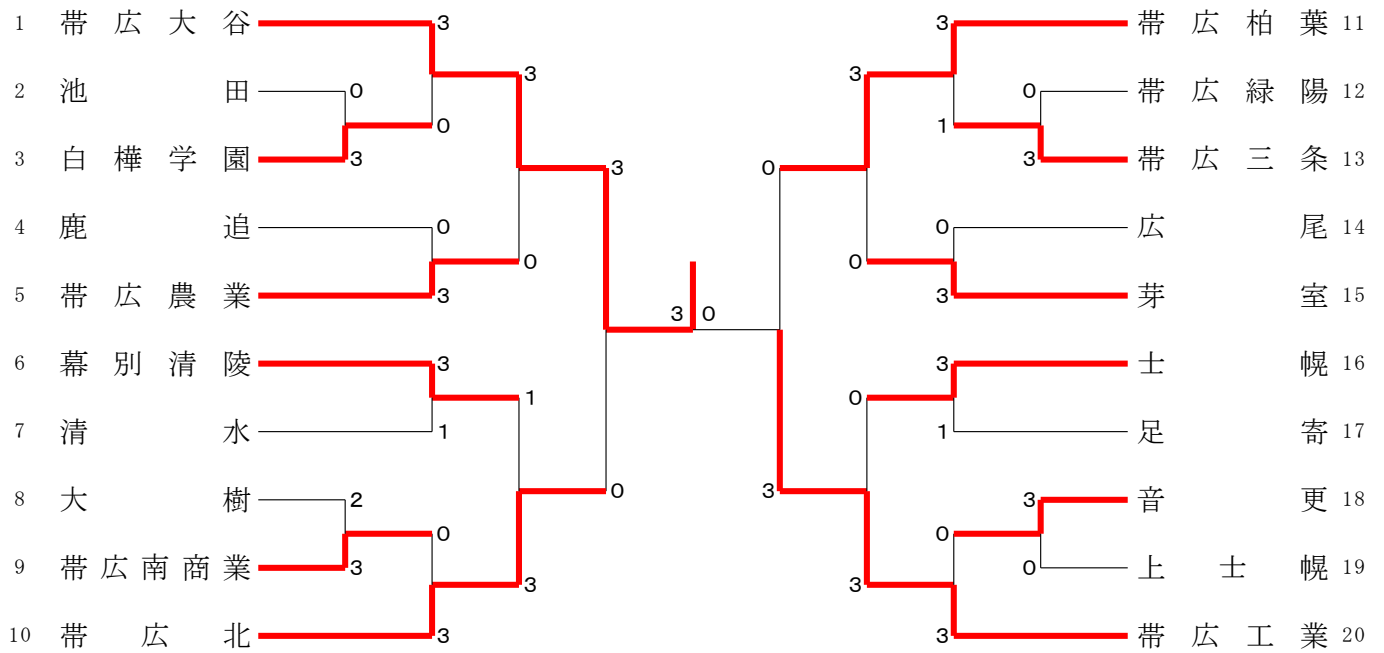 1 帯広大谷 3 3 帯広柏葉 11
3 3
2 池田 0 0 帯広緑陽 12
0 1
3 白樺学園 3 3 帯広三条 13
3 0
4 鹿追 0 0 広尾 14
0 0
5 帯広農業 3 3 芽室 15
3 0
6 幕別清陵 3 3 士幌 16
1 0
7 清水 1 1 足寄 17
0 3
8 大樹 2 3 音更 18
0 0
9 帯広南商業 3 0 上士幌 19
3 3
10 帯広北 3 3 帯広工業 20